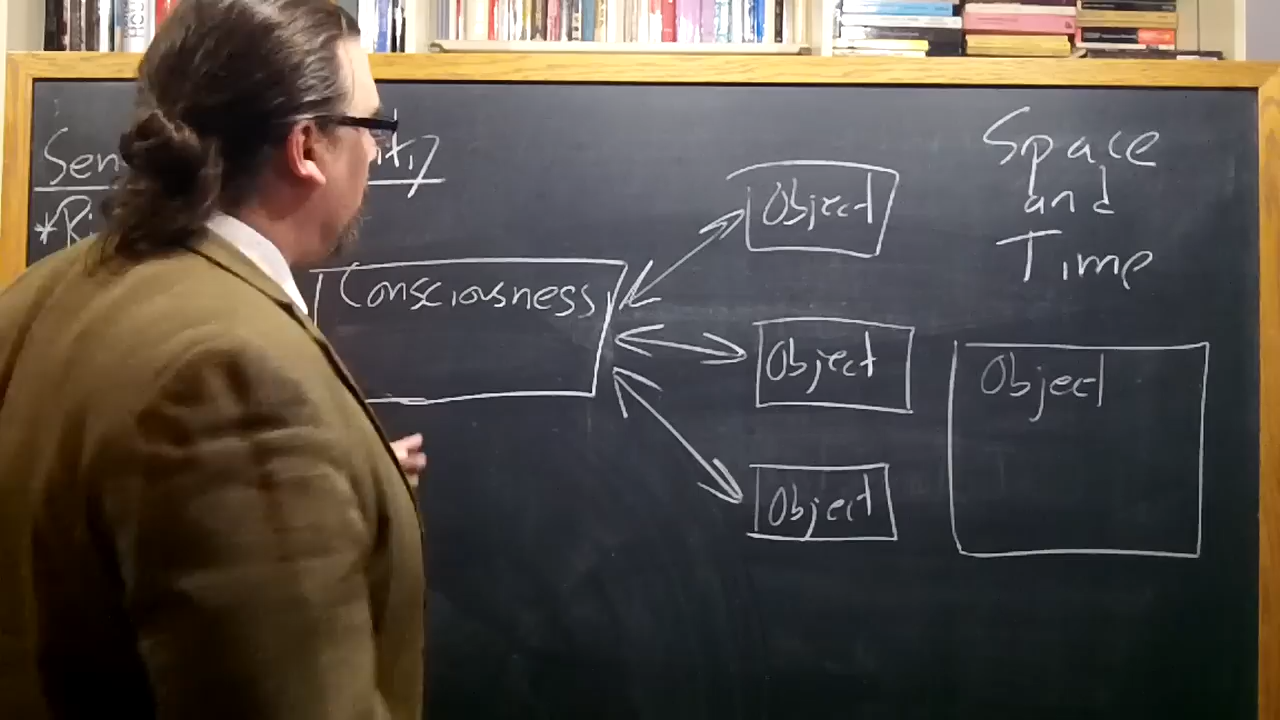 Consciousness
Object
Object
Object
Space
and
Time
Object